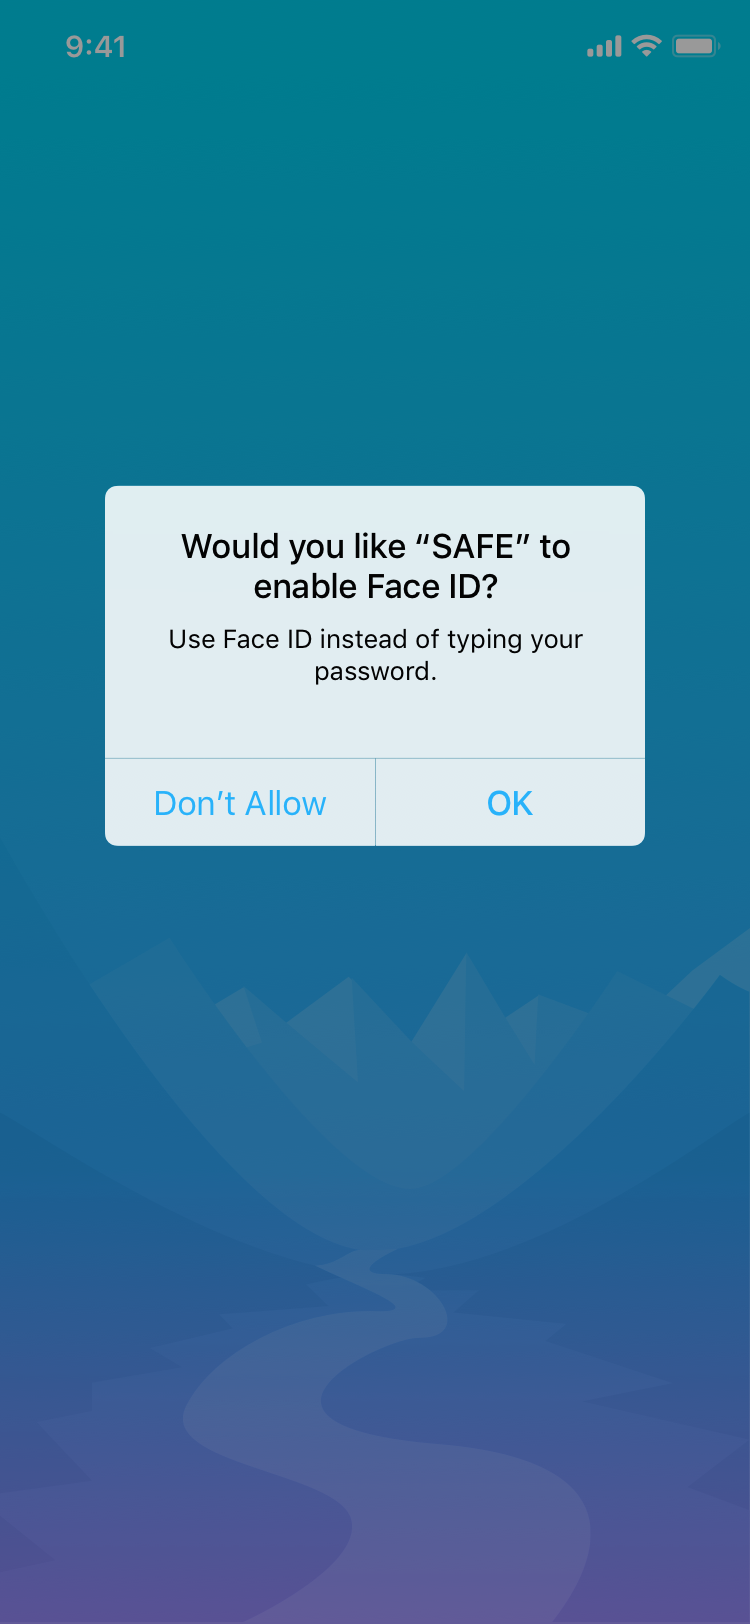 9:41
Would you like “SAFE” to
enable Face ID?
Use Face ID instead of typing your
password.
Don’t Allow
OK